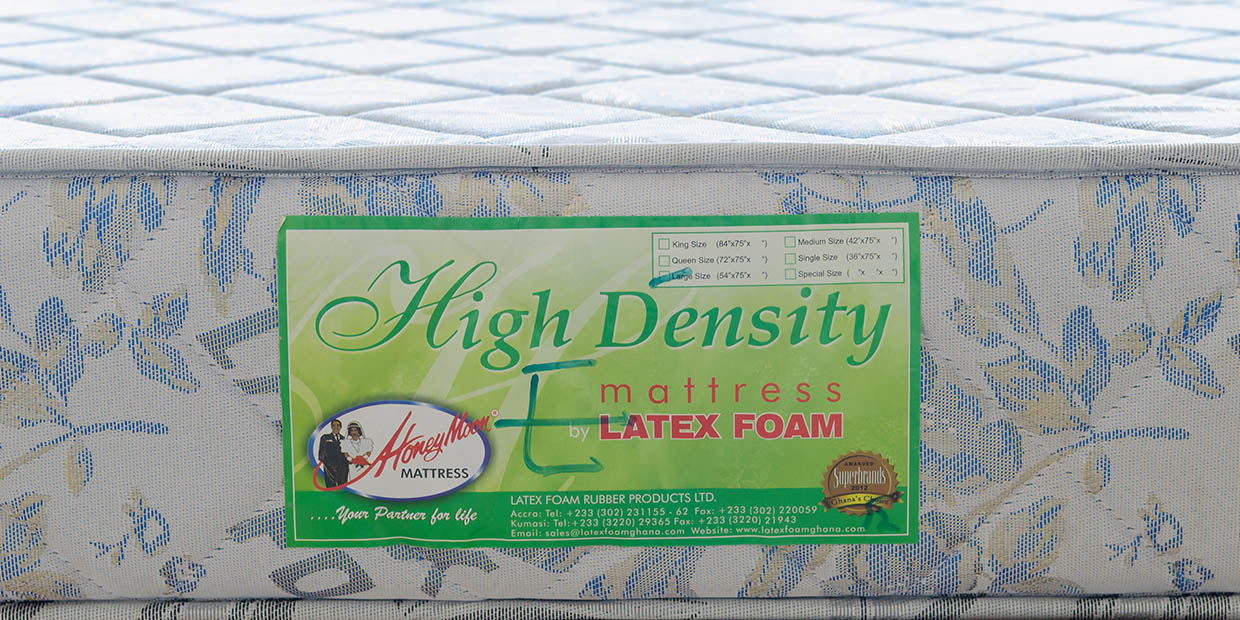 King Size (84"x75"x ")
Queen Size (72"x75"x ")
Large Size (54"x75"x ")
Medium Size (42"x75"x ")
Single Size (36"x75"x ")
Special Size ( "x "x ")
High Density
mattress
by LATEX FOAM
E
HoneyMoon
MATTRESS
....Your Partner for life
LATEX FOAM RUBBER PRODUCTS LTD.
Accra: Tel: +233 (302) 231155 - 62 Fax: +233 (302) 220059
Kumasi: Tel: +233 (3220) 29365 Fax: +233 (3220) 21943
Email: sales@latexfoamghana.com Website: www.latexfoamghana.com
AWARDED
Superbrands
2012
Ghana's Choice